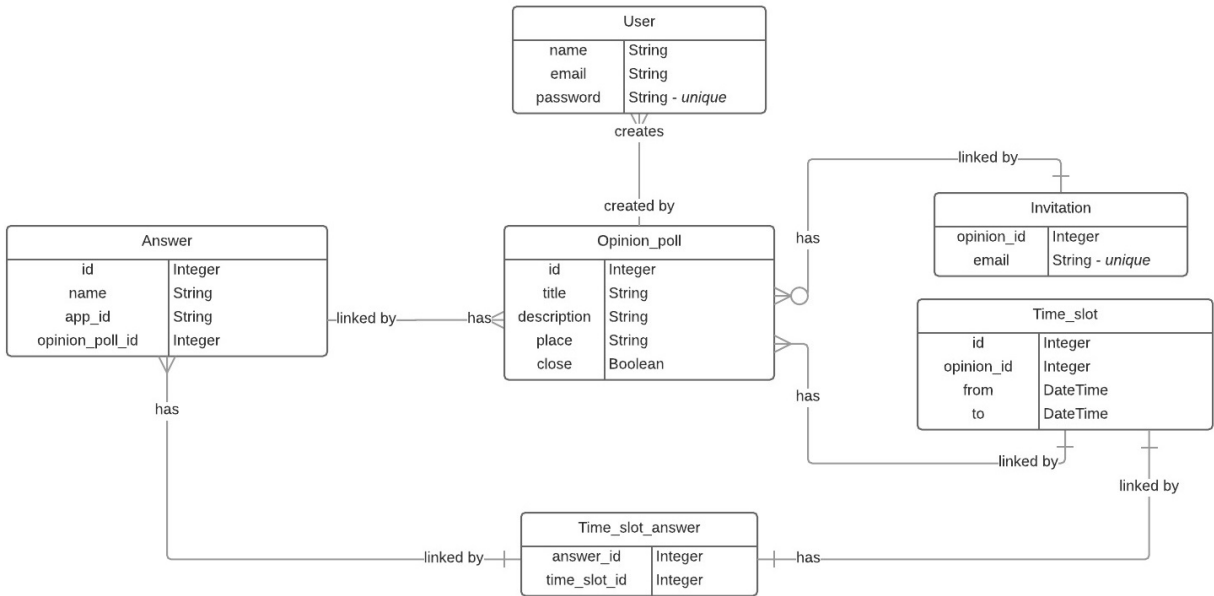 User
name String
email String
password String - unique
creates
created by
linked by
Invitation
opinion_id Integer
email String - unique
has
Answer
id Integer
name String
app_id String
opinion_poll_id Integer
linked by
has
Opinion_poll
id Integer
title String
description String
place String
close Boolean
Time_slot
id Integer
opinion_id Integer
from DateTime
to DateTime
has
linked by
has
linked by
linked by
Time_slot_answer
answer_id Integer
time_slot_id Integer
has